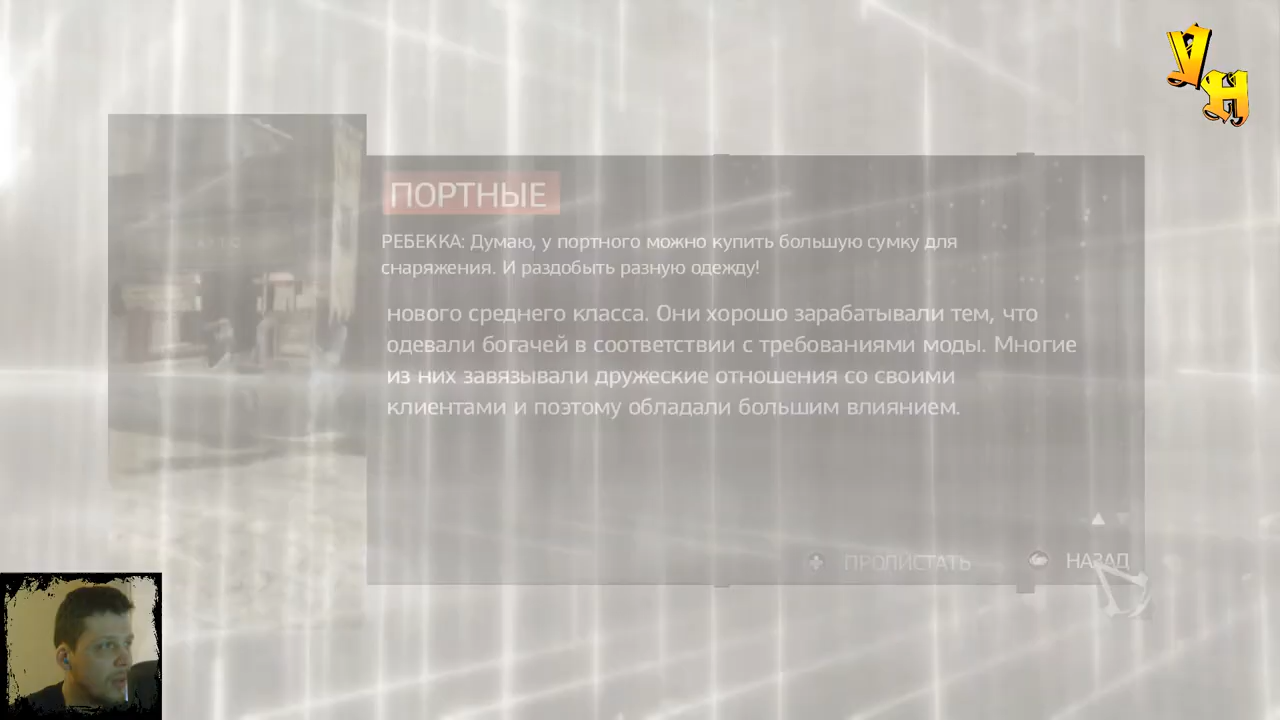 УН
ПОРТНЫЕ
РЕБЕККА: Думаю, у портного можно купить большую сумку для
снаряжения. И раздобыть разную одежду!
нового среднего класса. Они хорошо зарабатывали тем, что
одевали богачей в соответствии с требованиями моды. Многие
из них завязывали дружеские отношения со своими
клиентами и поэтому обладали большим влиянием.
ПРОЛИСТАТЬ
НАЗАД